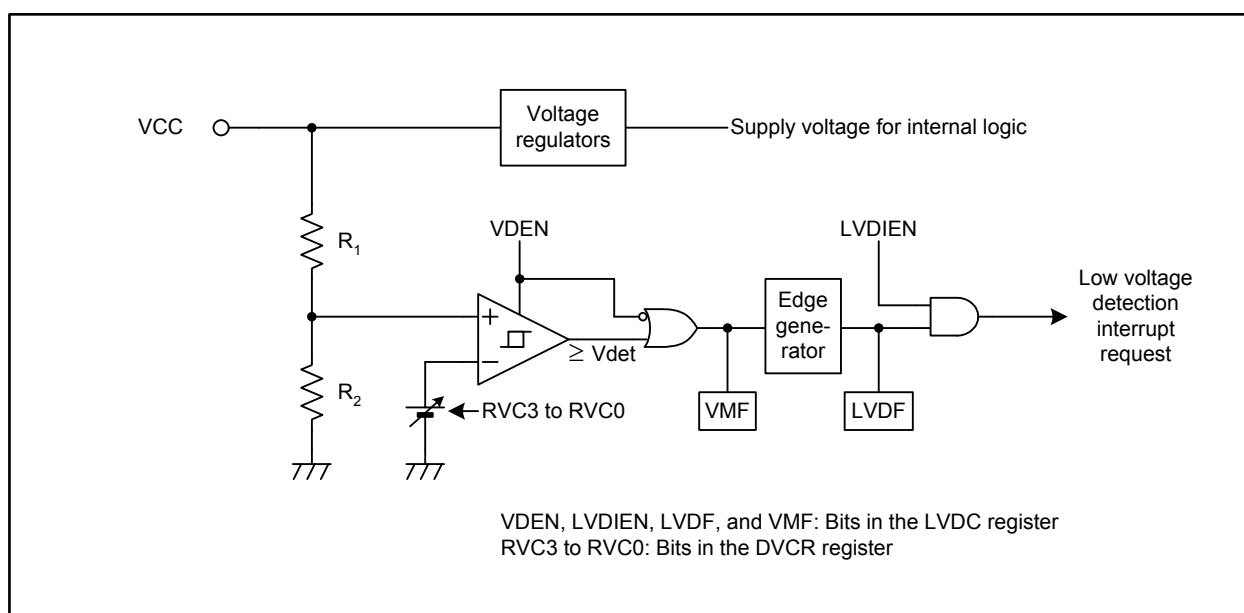 VCC
Voltage
regulators
Supply voltage for internal logic
R1
VDEN
LVDIEN
Low voltage
detection
interrupt
request
Edge
gene-
rator
+
−
≥ Vdet
R2
RVC3 to RVC0
VMF
LVDF
VDEN, LVDIEN, LVDF, and VMF: Bits in the LVDC register
RVC3 to RVC0: Bits in the DVCR register